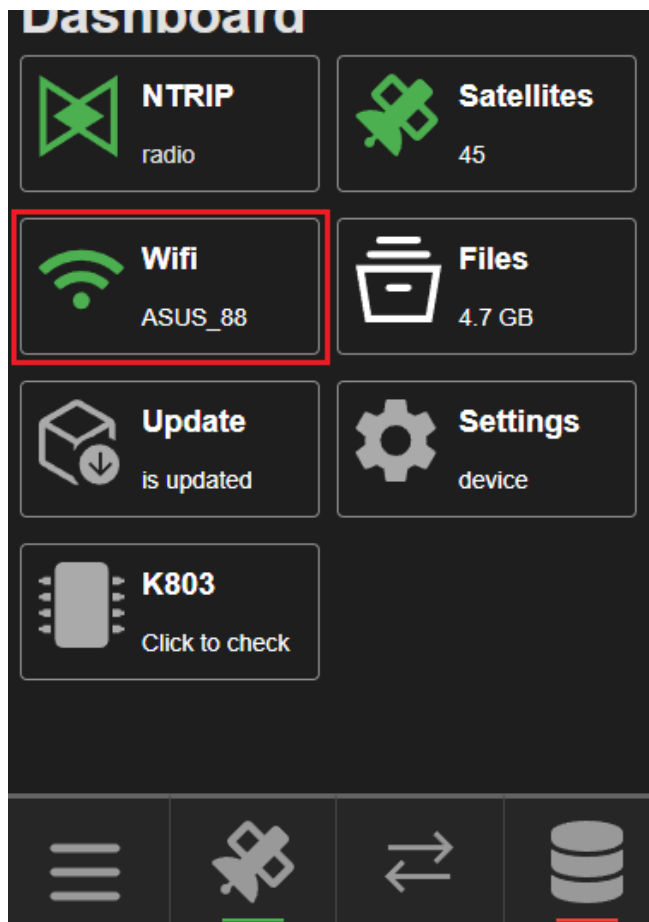 Dashboard
NTRIP
radio
Satellites
45
Wifi
ASUS_88
Files
4.7 GB
Update
is updated
Settings
device
K803
Click to check